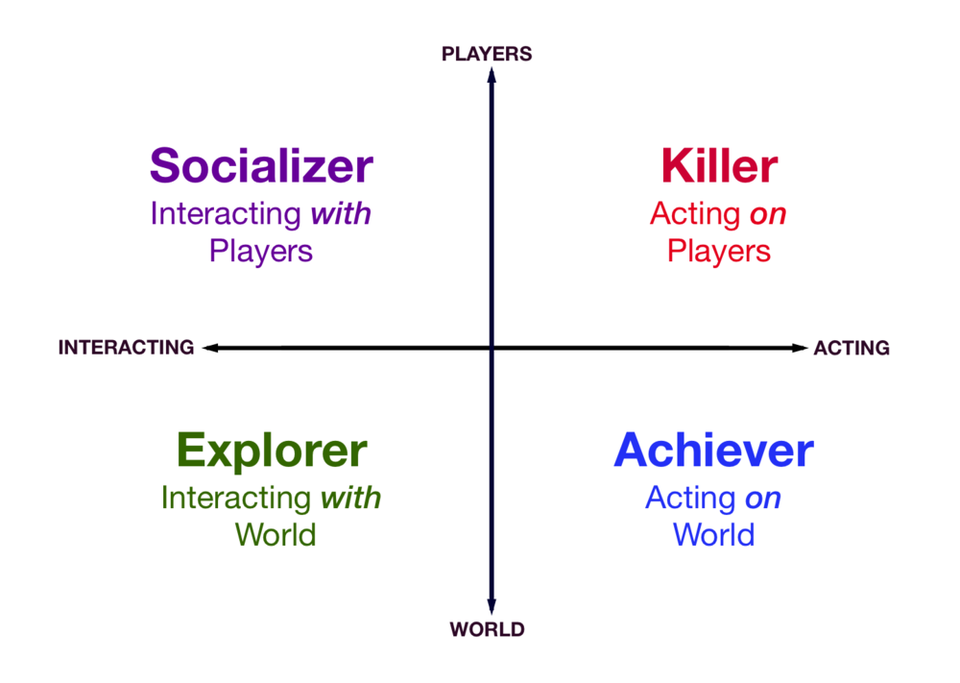 PLAYERS
Socializer
Interacting with
Players
Killer
Acting on
Players
INTERACTING
ACTING
Explorer
Interacting with
World
Achiever
Acting on
World
WORLD